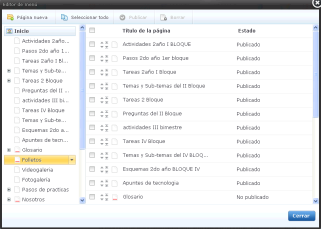 Editor de menú
Página nueva Seleccionar todo Publicar Borrar
Inicio
Actividades 2año...
Pasos 2do año 1...
Tareas 2año I bl...
Temas y Sub-te...
Tareas 2 Bloque
Preguntas del II ...
actividades III bi...
Tareas IV Bloque
Temas y Sub-te...
Esquemas 2do a...
Apuntes de tecn...
Glosario
Folletos
Videogaleria
Fotogaleria
Pasos de practicas
Nosotros
Título de la página Estado
Actividades 2año I BLOQUE Publicado
Pasos 2do año 1er bloque Publicado
Tareas 2año I Bloque Publicado
Temas y Sub-temas del II Bloque Publicado
Tareas 2 Bloque Publicado
Preguntas del II Bloque Publicado
actividades III bimestre Publicado
Tareas IV Bloque Publicado
Temas y Sub-temas del IV BLOQ... Publicado
Esquemas 2do año BLOQUE IV Publicado
Apuntes de tecnologia Publicado
Glosario No publicado
Cerrar